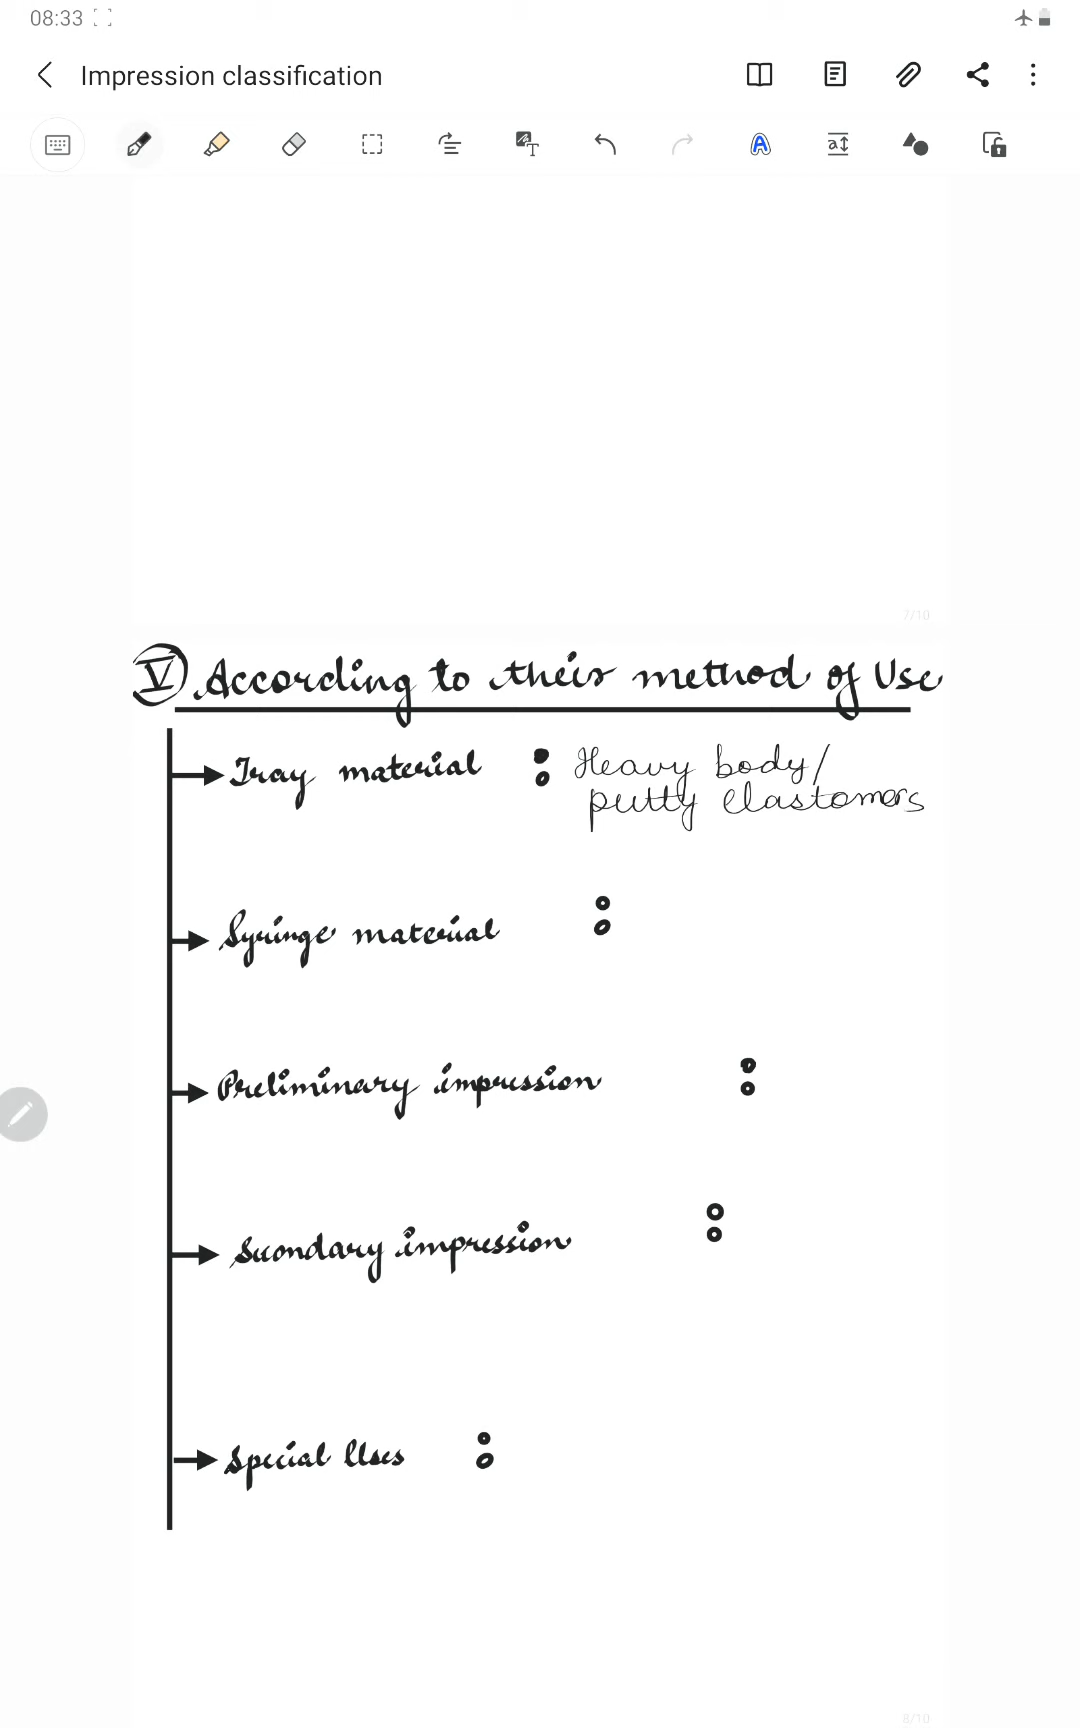 08:33
Impression classification
7/10
V According to their method of Use
Tray material : Heavy body/
putty elastomers
Syringe material :
Preliminary impression :
Secondary impression :
Special Uses :
8/10